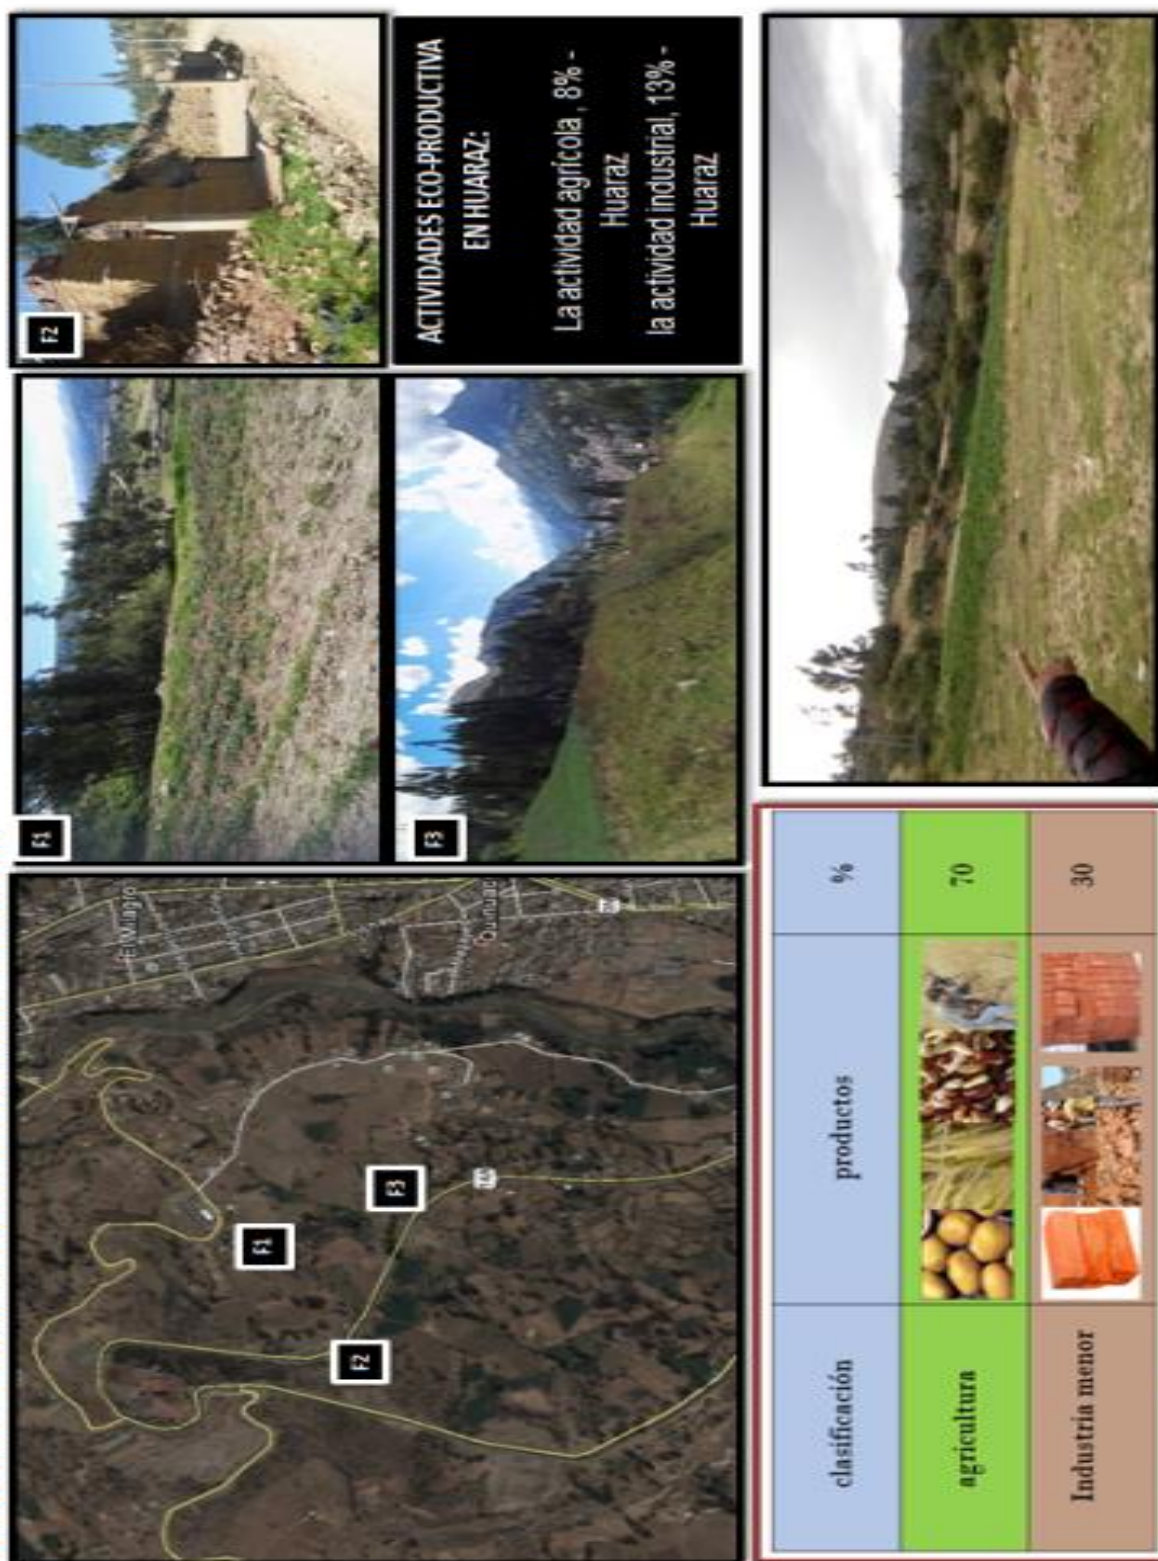 El Milagro
F1
F3
F2
F1
F3
F2
ACTIVIDADES ECO-PRODUCTIVA
EN HUARAZ:
La actividad agrícola , 8% -
Huaraz
la actividad industrial, 13% -
Huaraz
clasificación productos %
agricultura 70
Industria menor 30